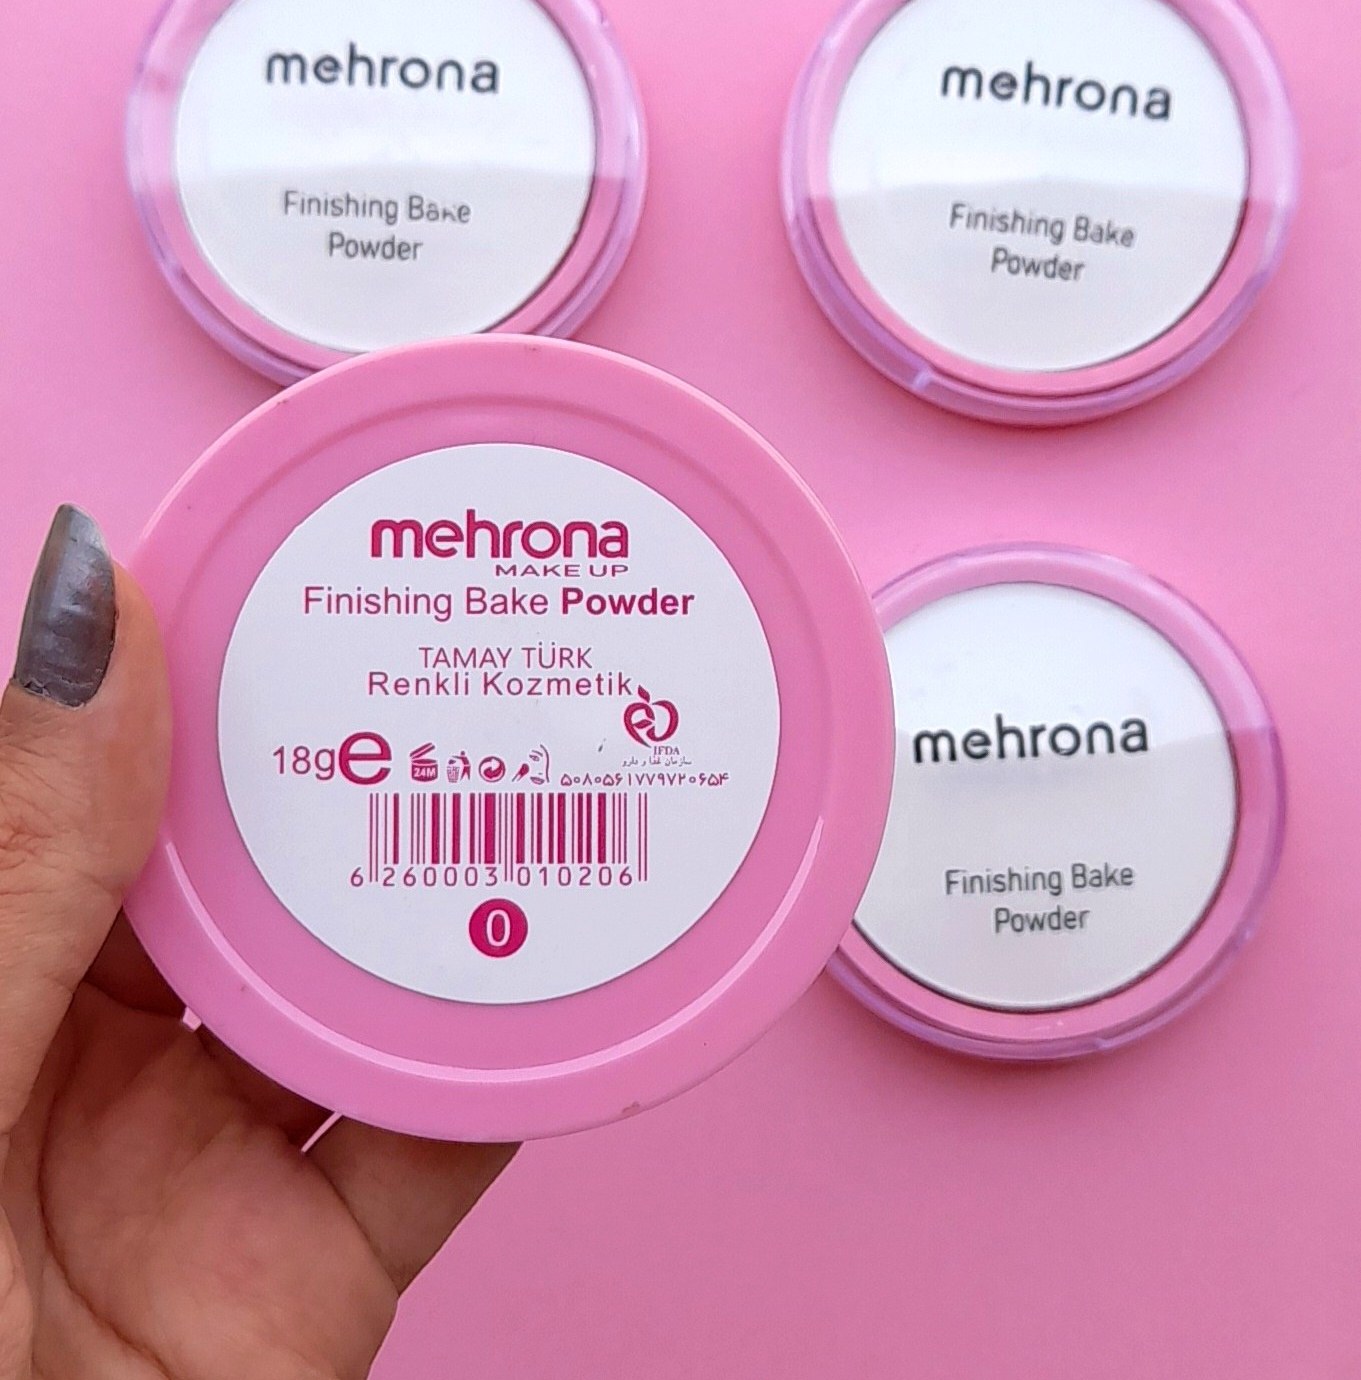 mehrona
Finishing Bake
Powder
mehrona
Finishing Bake
Powder
mehrona
MAKE UP
Finishing Bake Powder
TAMAY TÜRK
Renkli Kozmetik
IFDA
سازمان غذا و دارو
18g e
24M
۵۰۸۰۵۶۱۷۷۹۷۲۰۶۵۴
6 260003 010206
0
mehrona
Finishing Bake
Powder